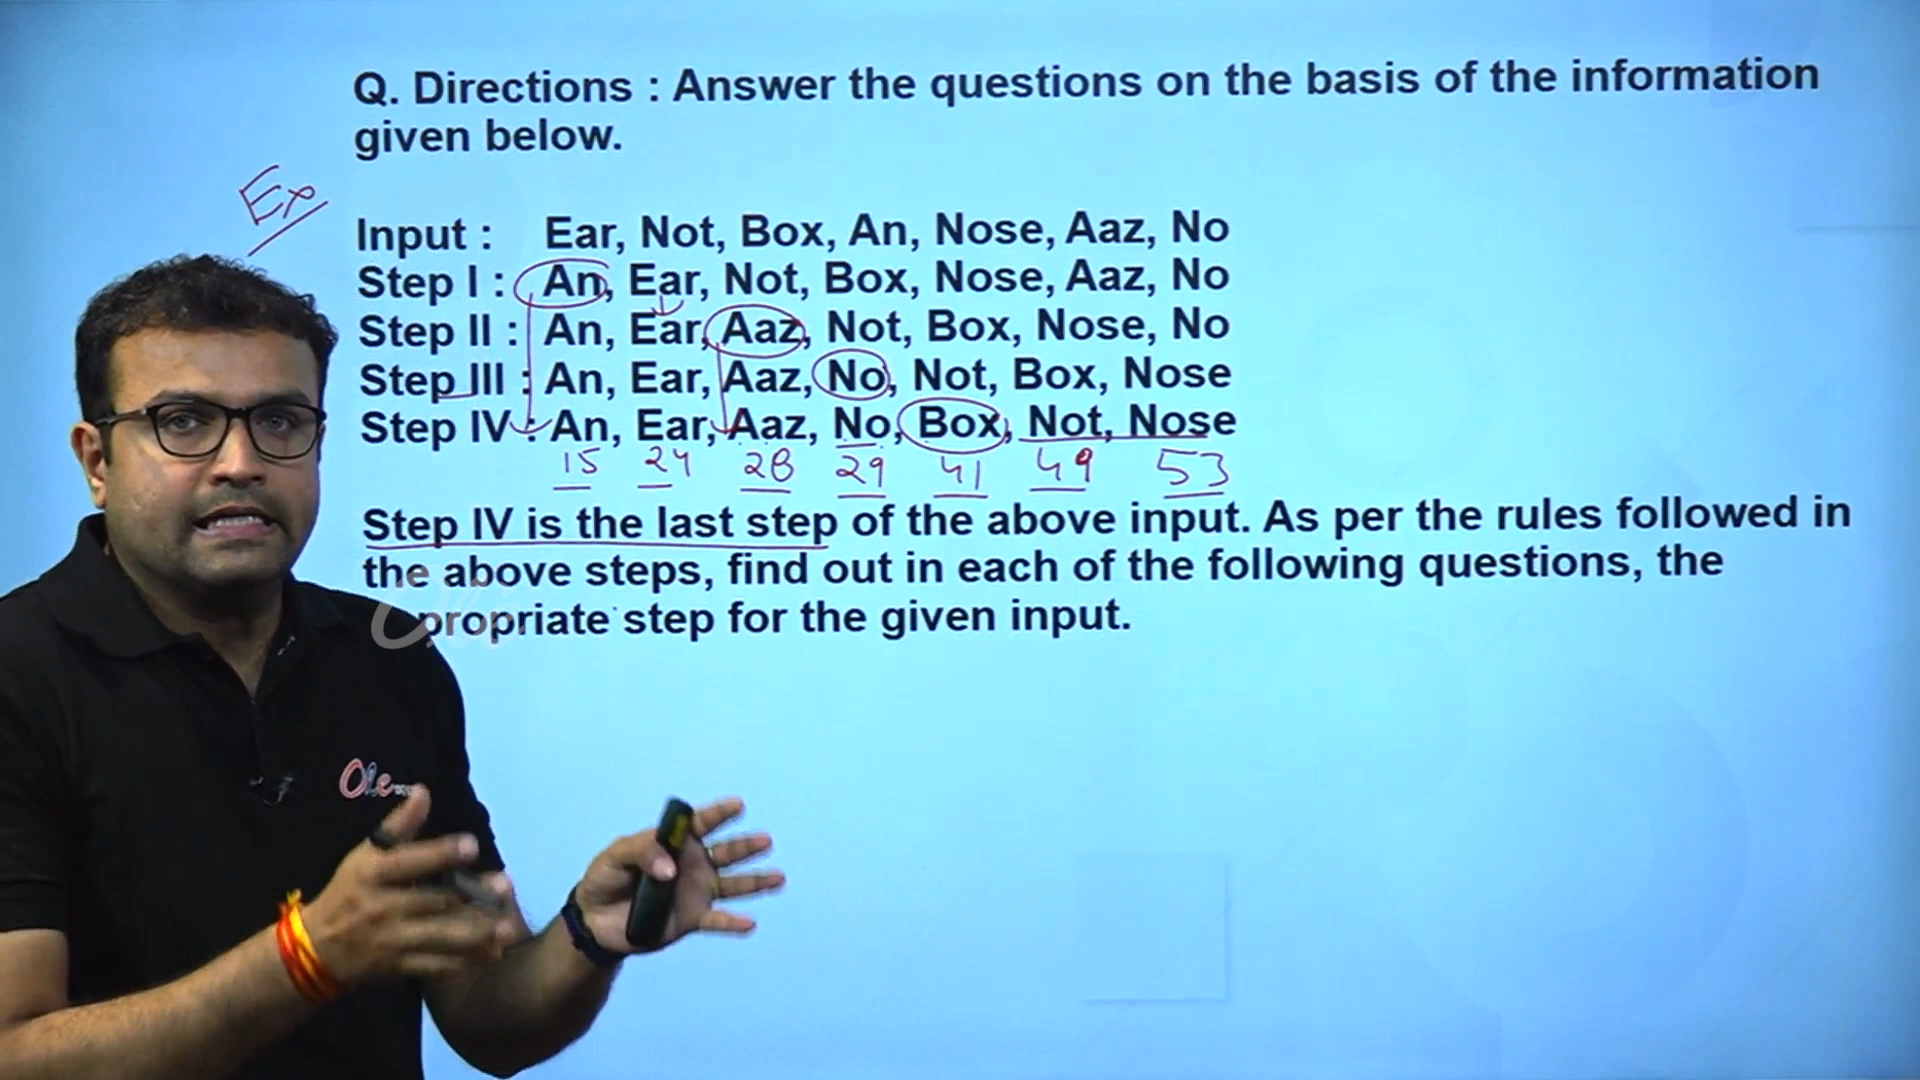 Q. Directions : Answer the questions on the basis of the information
given below.
Ex
Input : Ear, Not, Box, An, Nose, Aaz, No
Step I : An, Ear, Not, Box, Nose, Aaz, No
Step II : An, Ear, Aaz, Not, Box, Nose, No
Step III : An, Ear, Aaz, No, Not, Box, Nose
Step IV : An, Ear, Aaz, No, Box, Not, Nose
15 24 28 29 41 49 53
Step IV is the last step of the above input. As per the rules followed in
the above steps, find out in each of the following questions, the
propriate step for the given input.